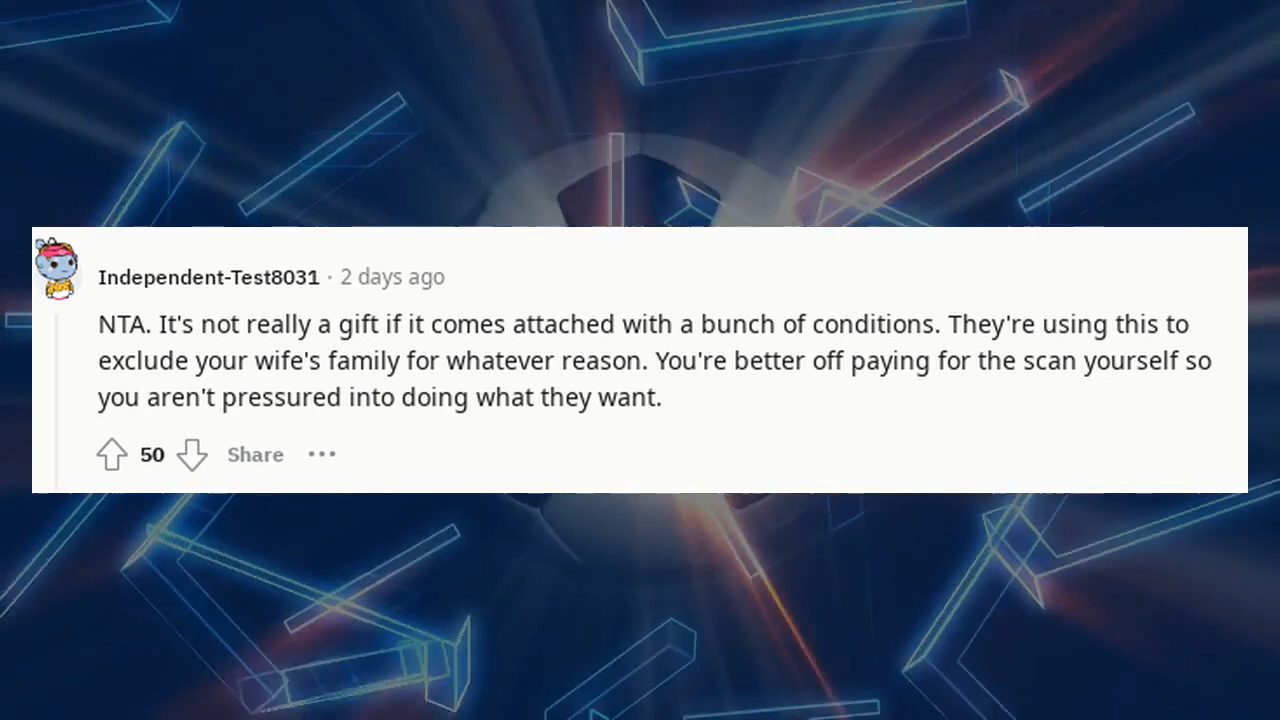 Independent-Test8031 · 2 days ago
NTA. It's not really a gift if it comes attached with a bunch of conditions. They're using this to
exclude your wife's family for whatever reason. You're better off paying for the scan yourself so
you aren't pressured into doing what they want.
50 Share •••